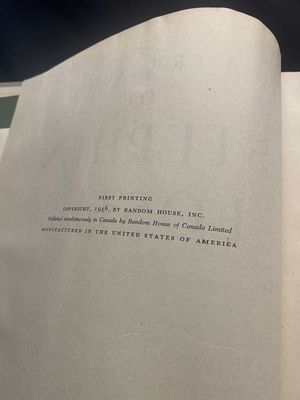 FIRST PRINTING
COPYRIGHT, 1946, BY RANDOM HOUSE, INC.
Published simultaneously in Canada by Random House of Canada Limited
MANUFACTURED IN THE UNITED STATES OF AMERICA